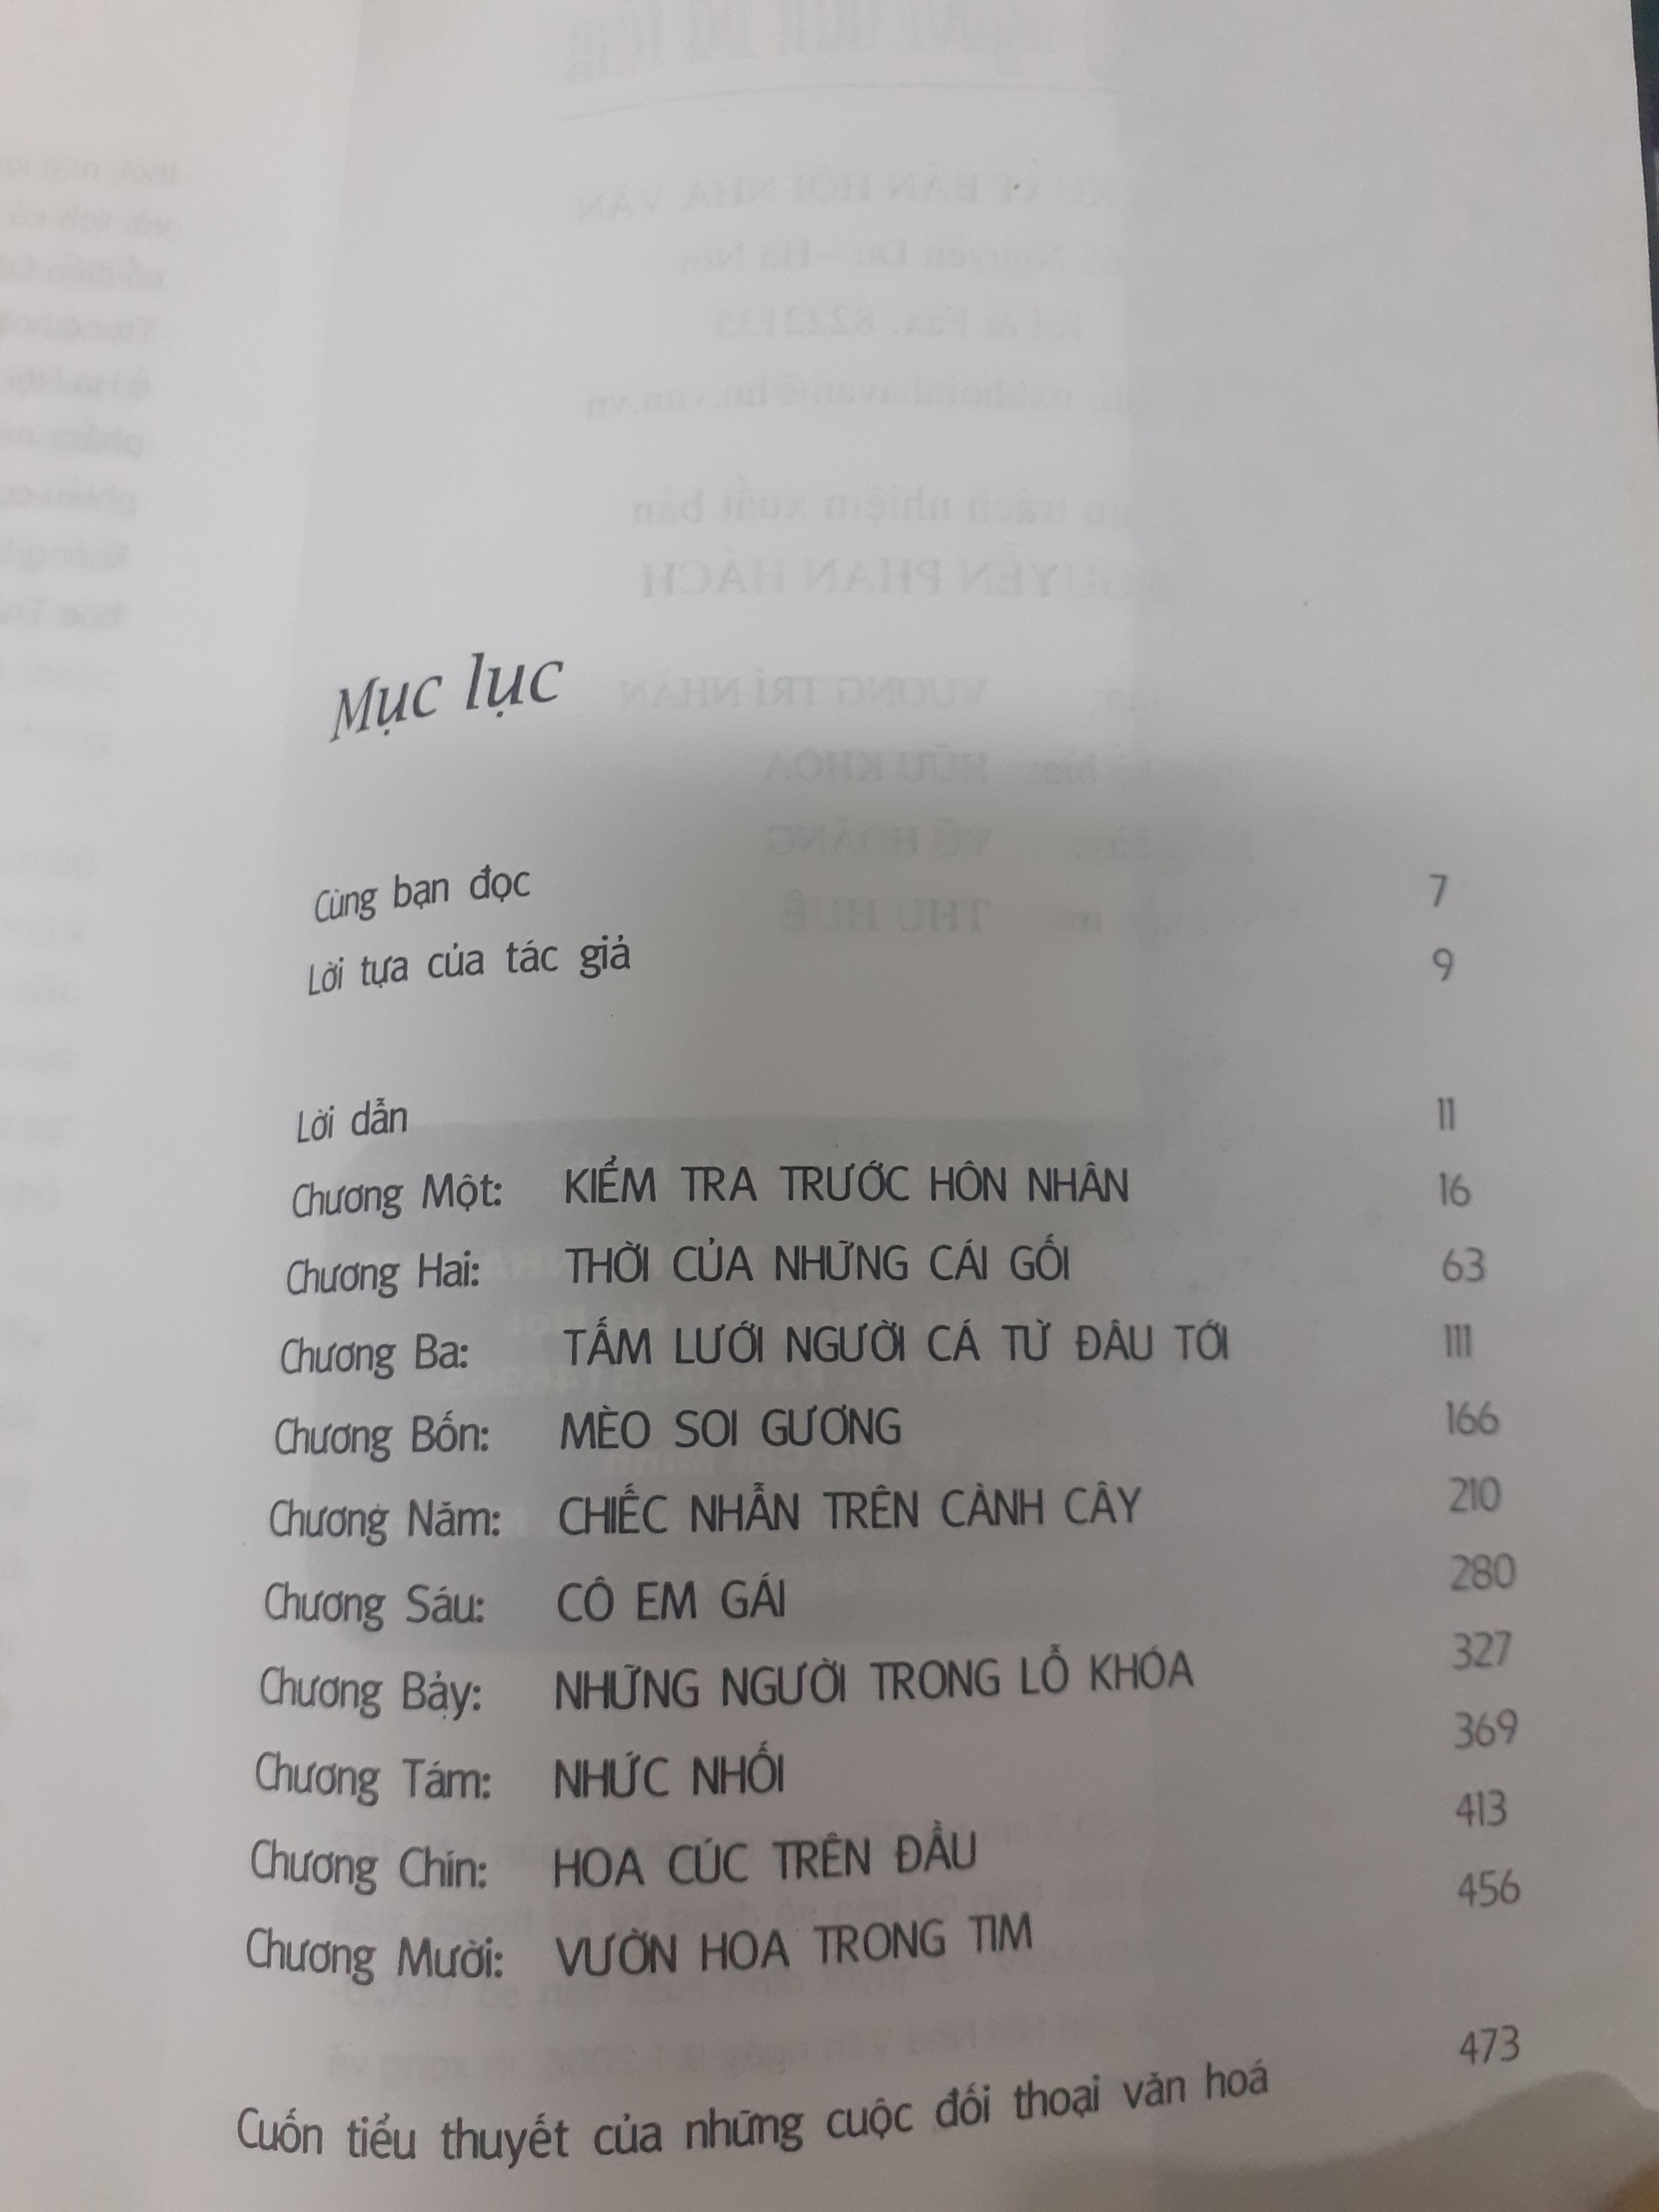 Mục lục
Cùng bạn đọc 7
Lời tựa của tác giả 9
Lời dẫn 11
Chương Một: KIỂM TRA TRƯỚC HÔN NHÂN 16
Chương Hai: THỜI CỦA NHỮNG CÁI GỐI 63
Chương Ba: TẤM LƯỚI NGƯỜI CÁ TỪ ĐÂU TỚI 111
Chương Bốn: MÈO SOI GƯƠNG 166
Chương Năm: CHIẾC NHẪN TRÊN CÀNH CÂY 210
Chương Sáu: CÔ EM GÁI 280
Chương Bảy: NHỮNG NGƯỜI TRONG LỖ KHÓA 327
Chương Tám: NHỨC NHỐI 369
Chương Chín: HOA CÚC TRÊN ĐẦU 413
Chương Mười: VƯỜN HOA TRONG TIM 456
Cuốn tiểu thuyết của những cuộc đối thoại văn hoá 473